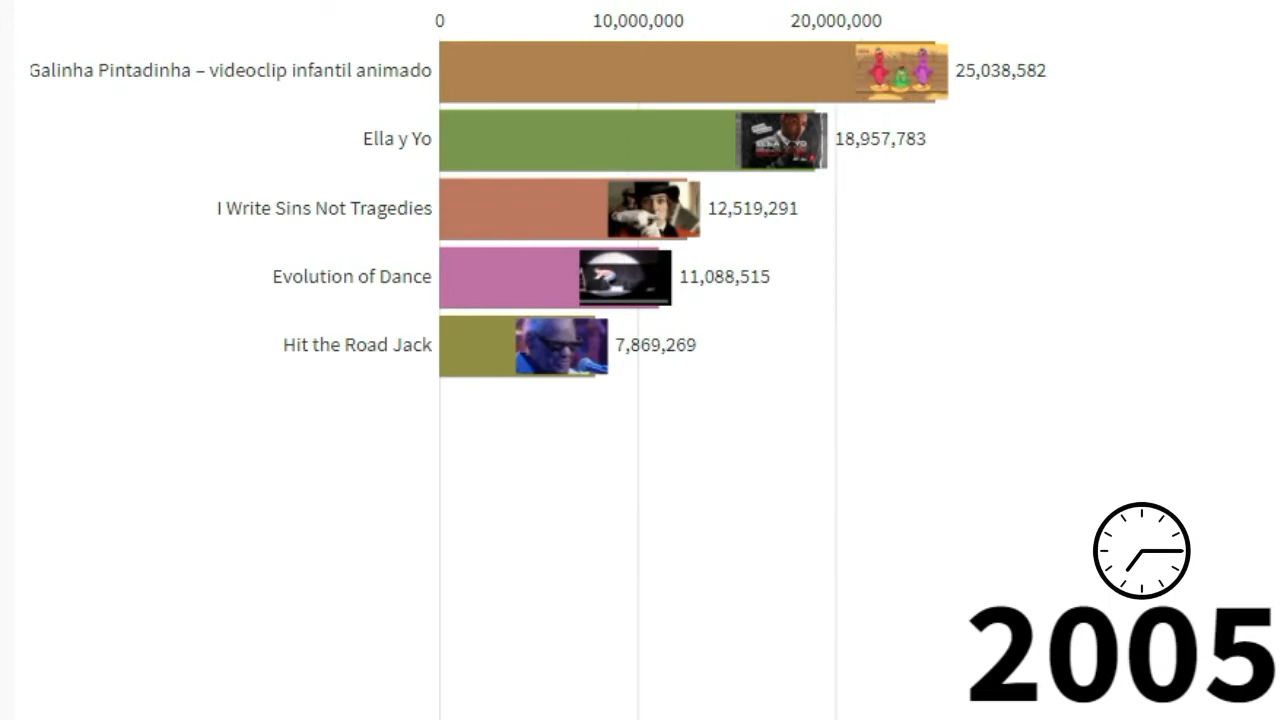 0 10,000,000 20,000,000
Galinha Pintadinha – videoclip infantil animado 25,038,582
Ella y Yo 18,957,783
I Write Sins Not Tragedies 12,519,291
Evolution of Dance 11,088,515
Hit the Road Jack 7,869,269
2005